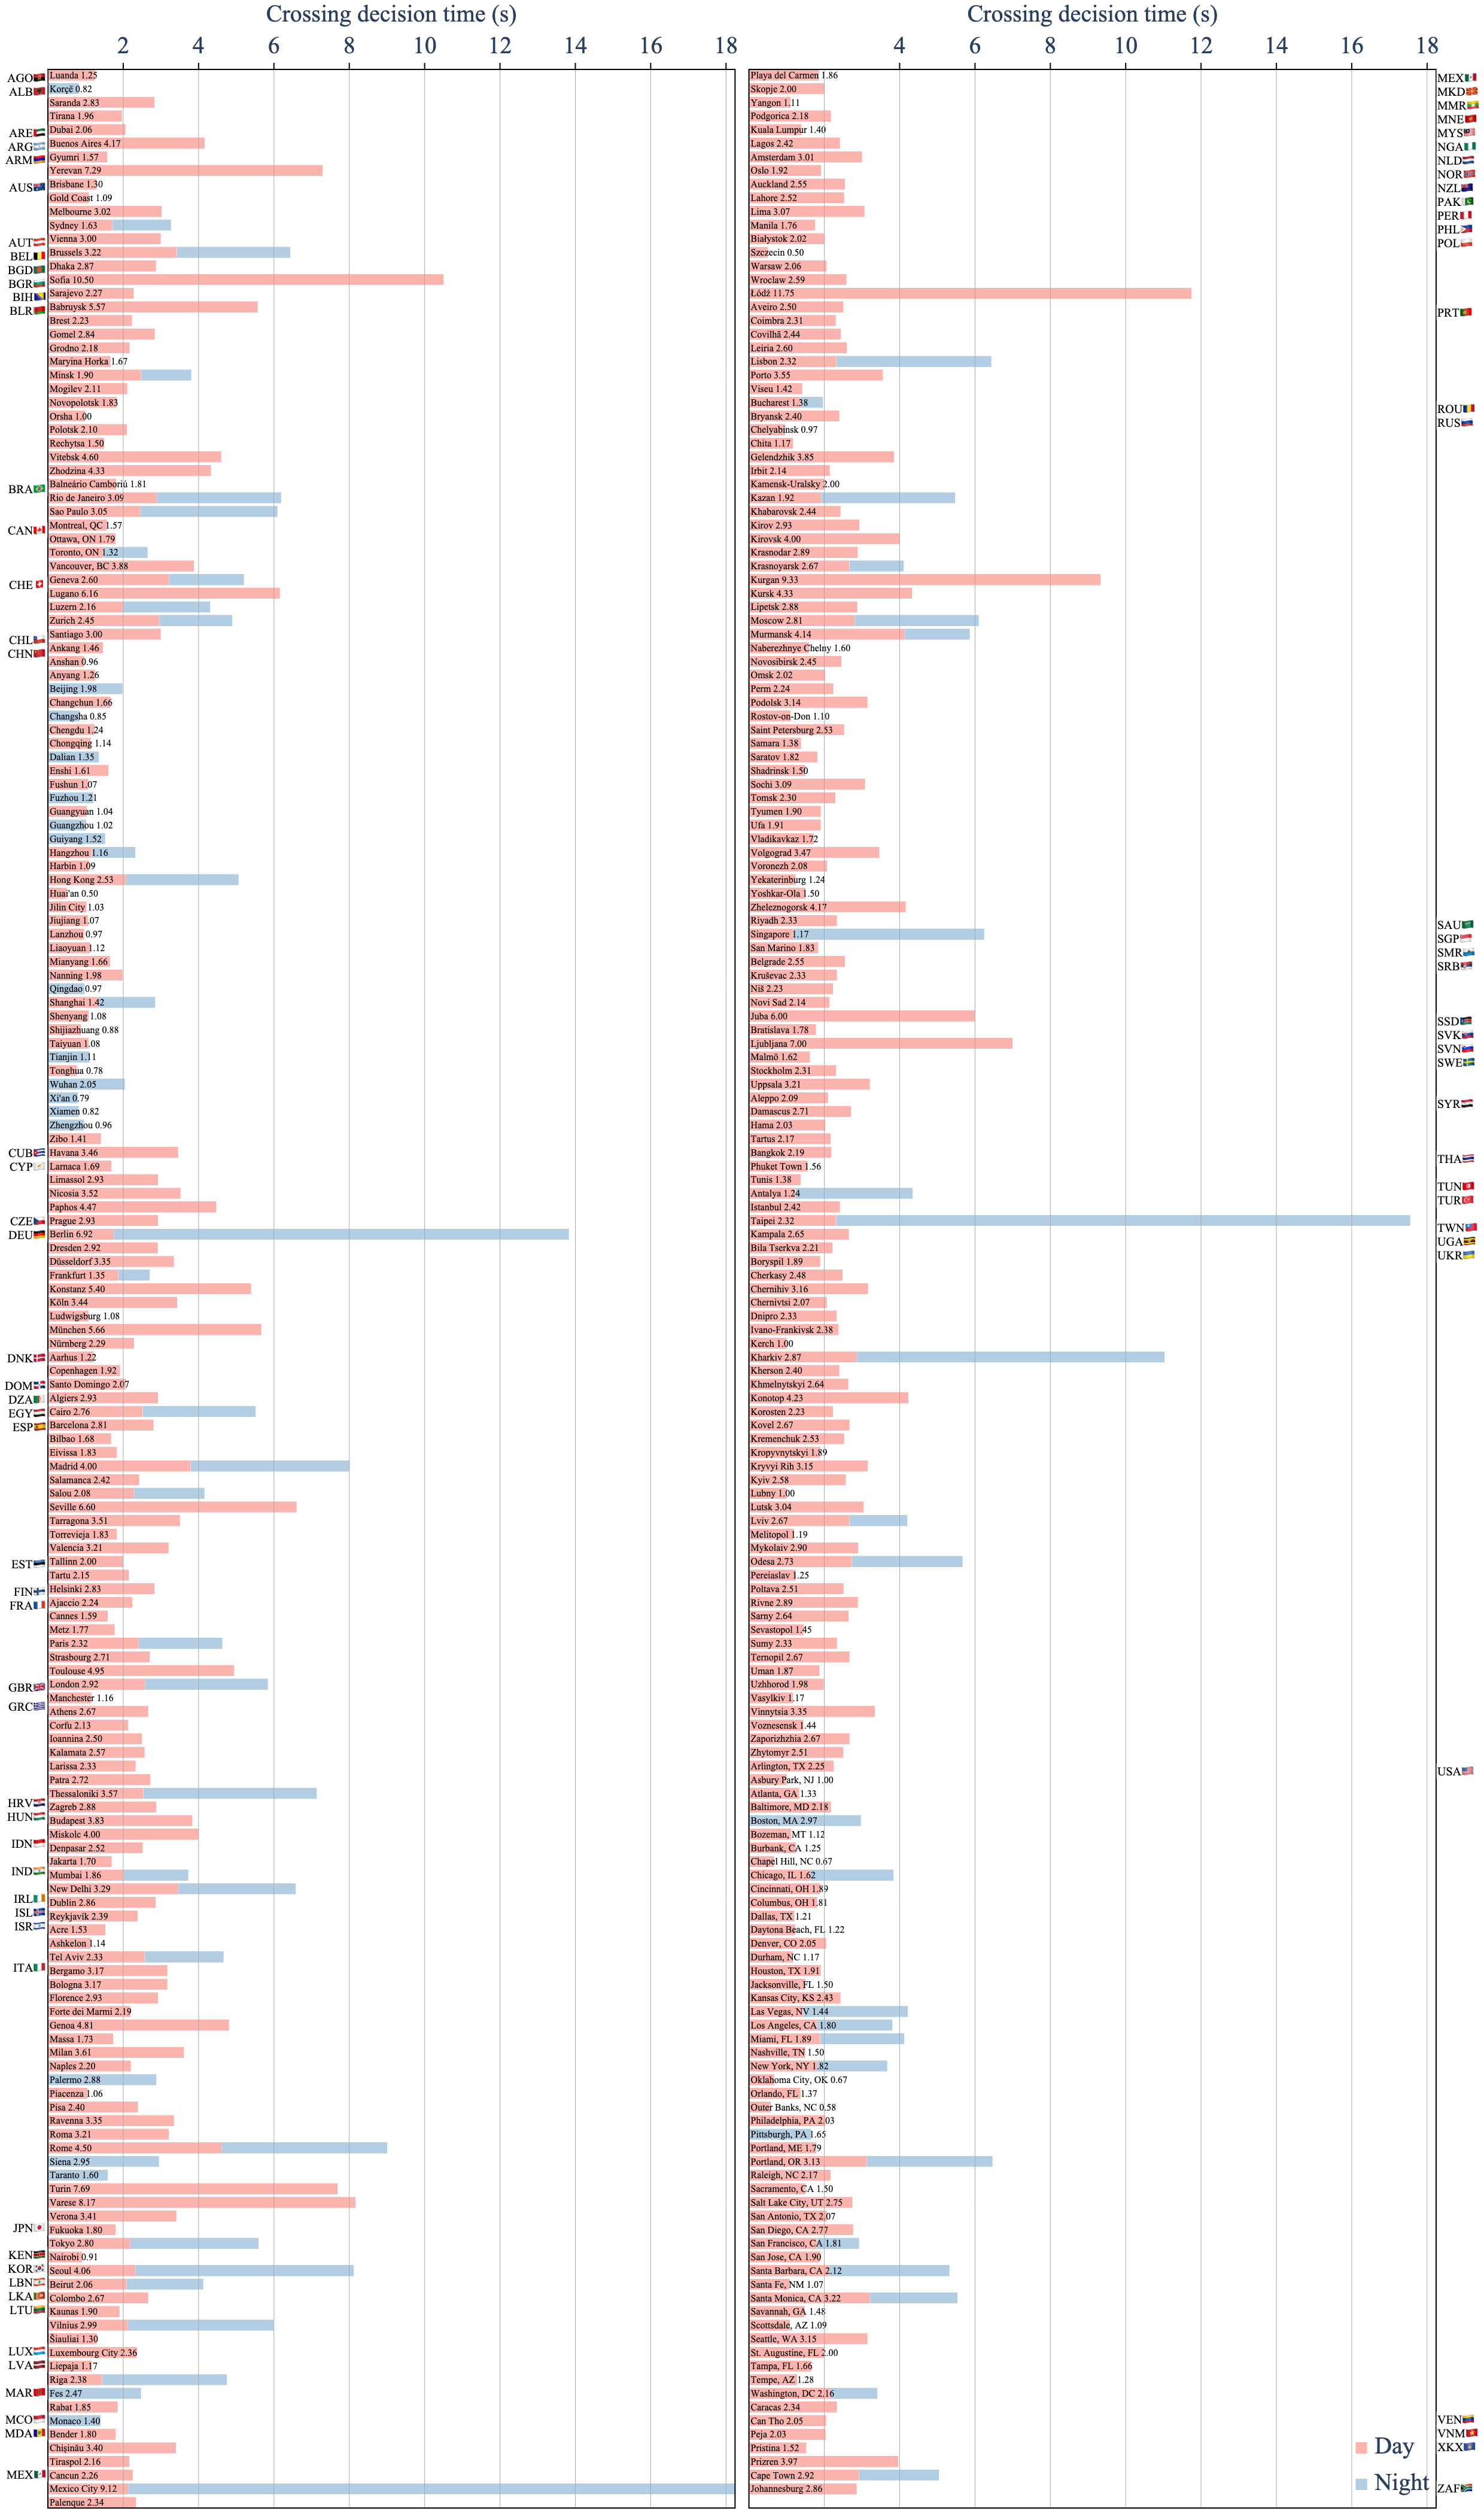 Crossing decision time (s)
2 4 6 8 10 12 14 16 18
AGO Luanda 1.25
ALB Korçë 0.82
Saranda 2.83
Tirana 1.96
ARE Dubai 2.06
ARG Buenos Aires 4.17
ARM Gyumri 1.57
Yerevan 7.29
AUS Brisbane 1.30
Gold Coast 1.09
Melbourne 3.02
Sydney 1.63
AUT Vienna 3.00
BEL Brussels 3.22
BGD Dhaka 2.87
BGR Sofia 10.50
BIH Sarajevo 2.27
BLR Babruysk 5.57
Brest 2.23
Gomel 2.84
Grodno 2.18
Maryina Horka 1.67
Minsk 1.90
Mogilev 2.11
Novopolotsk 1.83
Orsha 1.00
Polotsk 2.10
Rechytsa 1.50
Vitebsk 4.60
Zhodzina 4.33
BRA Balneário Camboriú 1.81
Rio de Janeiro 3.09
Sao Paulo 3.05
CAN Montreal, QC 1.57
Ottawa, ON 1.79
Toronto, ON 1.32
Vancouver, BC 3.88
CHE Geneva 2.60
Lugano 6.16
Luzern 2.16
Zurich 2.45
CHL Santiago 3.00
CHN Ankang 1.46
Anshan 0.96
Anyang 1.26
Beijing 1.98
Changchun 1.66
Changsha 0.85
Chengdu 1.24
Chongqing 1.14
Dalian 1.35
Enshi 1.61
Fushun 1.07
Fuzhou 1.21
Guangyuan 1.04
Guangzhou 1.02
Guiyang 1.52
Hangzhou 1.16
Harbin 1.09
Hong Kong 2.53
Huai'an 0.50
Jilin City 1.03
Jiujiang 1.07
Lanzhou 0.97
Liaoyuan 1.12
Mianyang 1.66
Nanning 1.98
Qingdao 0.97
Shanghai 1.42
Shenyang 1.08
Shijiazhuang 0.88
Taiyuan 1.08
Tianjin 1.11
Tonghua 0.78
Wuhan 2.05
Xi'an 0.79
Xiamen 0.82
Zhengzhou 0.96
Zibo 1.41
CUB Havana 3.46
CYP Larnaca 1.69
Limassol 2.93
Nicosia 3.52
Paphos 4.47
CZE Prague 2.93
DEU Berlin 6.92
Dresden 2.92
Düsseldorf 3.35
Frankfurt 1.35
Konstanz 5.40
Köln 3.44
Ludwigsburg 1.08
München 5.66
Nürnberg 2.29
DNK Aarhus 1.22
Copenhagen 1.92
DOM Santo Domingo 2.07
DZA Algiers 2.93
EGY Cairo 2.76
ESP Barcelona 2.81
Bilbao 1.68
Eivissa 1.83
Madrid 4.00
Salamanca 2.42
Salou 2.08
Seville 6.60
Tarragona 3.51
Torrevieja 1.83
Valencia 3.21
EST Tallinn 2.00
Tartu 2.15
FIN Helsinki 2.83
FRA Ajaccio 2.24
Cannes 1.59
Metz 1.77
Paris 2.32
Strasbourg 2.71
Toulouse 4.95
GBR London 2.92
Manchester 1.16
GRC Athens 2.67
Corfu 2.13
Ioannina 2.50
Kalamata 2.57
Larissa 2.33
Patra 2.72
Thessaloniki 3.57
HRV Zagreb 2.88
HUN Budapest 3.83
Miskolc 4.00
IDN Denpasar 2.52
Jakarta 1.70
IND Mumbai 1.86
New Delhi 3.29
IRL Dublin 2.86
ISL Reykjavík 2.39
ISR Acre 1.53
Ashkelon 1.14
Tel Aviv 2.33
ITA Bergamo 3.17
Bologna 3.17
Florence 2.93
Forte dei Marmi 2.19
Genoa 4.81
Massa 1.73
Milan 3.61
Naples 2.20
Palermo 2.88
Piacenza 1.06
Pisa 2.40
Ravenna 3.35
Roma 3.21
Rome 4.50
Siena 2.95
Taranto 1.60
Turin 7.69
Varese 8.17
Verona 3.41
JPN Fukuoka 1.80
Tokyo 2.80
KEN Nairobi 0.91
KOR Seoul 4.06
LBN Beirut 2.06
LKA Colombo 2.67
LTU Kaunas 1.90
Vilnius 2.99
Šiauliai 1.30
LUX Luxembourg City 2.36
LVA Liepaja 1.17
Riga 2.38
MAR Fes 2.47
Rabat 1.85
MCO Monaco 1.40
MDA Bender 1.80
Chișinău 3.40
Tiraspol 2.16
MEX Cancun 2.26
Mexico City 9.12
Palenque 2.34
Crossing decision time (s)
4 6 8 10 12 14 16 18
Playa del Carmen 1.86 MEX
Skopje 2.00 MKD
Yangon 1.11 MMR
Podgorica 2.18 MNE
Kuala Lumpur 1.40 MYS
Lagos 2.42 NGA
Amsterdam 3.01 NLD
Oslo 1.92 NOR
Auckland 2.55 NZL
Lahore 2.52 PAK
Lima 3.07 PER
Manila 1.76 PHL
Białystok 2.02 POL
Szczecin 0.50
Warsaw 2.06
Wroclaw 2.59
Łódź 11.75
Aveiro 2.50 PRT
Coimbra 2.31
Covilhã 2.44
Leiria 2.60
Lisbon 2.32
Porto 3.55
Viseu 1.42
Bucharest 1.38 ROU
Bryansk 2.40 RUS
Chelyabinsk 0.97
Chita 1.17
Gelendzhik 3.85
Irbit 2.14
Kamensk-Uralsky 2.00
Kazan 1.92
Khabarovsk 2.44
Kirov 2.93
Kirovsk 4.00
Krasnodar 2.89
Krasnoyarsk 2.67
Kurgan 9.33
Kursk 4.33
Lipetsk 2.88
Moscow 2.81
Murmansk 4.14
Naberezhnye Chelny 1.60
Novosibirsk 2.45
Omsk 2.02
Perm 2.24
Podolsk 3.14
Rostov-on-Don 1.10
Saint Petersburg 2.53
Samara 1.38
Saratov 1.82
Shadrinsk 1.50
Sochi 3.09
Tomsk 2.30
Tyumen 1.90
Ufa 1.91
Vladikavkaz 1.72
Volgograd 3.47
Voronezh 2.08
Yekaterinburg 1.24
Yoshkar-Ola 1.50
Zheleznogorsk 4.17
Riyadh 2.33 SAU
Singapore 1.17 SGP
San Marino 1.83 SMR
Belgrade 2.55 SRB
Kruševac 2.33
Niš 2.23
Novi Sad 2.14
Juba 6.00 SSD
Bratislava 1.78 SVK
Ljubljana 7.00 SVN
Malmö 1.62 SWE
Stockholm 2.31
Uppsala 3.21
Aleppo 2.09 SYR
Damascus 2.71
Hama 2.03
Tartus 2.17
Bangkok 2.19 THA
Phuket Town 1.56
Tunis 1.38 TUN
Antalya 1.24 TUR
Istanbul 2.42
Taipei 2.32 TWN
Kampala 2.65 UGA
Bila Tserkva 2.21 UKR
Boryspil 1.89
Cherkasy 2.48
Chernihiv 3.16
Chernivtsi 2.07
Dnipro 2.33
Ivano-Frankivsk 2.38
Kerch 1.00
Kharkiv 2.87
Kherson 2.40
Khmelnytskyi 2.64
Konotop 4.23
Korosten 2.23
Kovel 2.67
Kremenchuk 2.53
Kropyvnytskyi 1.89
Kryvyi Rih 3.15
Kyiv 2.58
Lubny 1.00
Lutsk 3.04
Lviv 2.67
Melitopol 1.19
Mykolaiv 2.90
Odesa 2.73
Pereiaslav 1.25
Poltava 2.51
Rivne 2.89
Sarny 2.64
Sevastopol 1.45
Sumy 2.33
Ternopil 2.67
Uman 1.87
Uzhhorod 1.98
Vasylkiv 1.17
Vinnytsia 3.35
Voznesensk 1.44
Zaporizhzhia 2.67
Zhytomyr 2.51
Arlington, TX 2.25 USA
Asbury Park, NJ 1.00
Atlanta, GA 1.33
Baltimore, MD 2.18
Boston, MA 2.97
Bozeman, MT 1.12
Burbank, CA 1.25
Chapel Hill, NC 0.67
Chicago, IL 1.62
Cincinnati, OH 1.89
Columbus, OH 1.81
Dallas, TX 1.21
Daytona Beach, FL 1.22
Denver, CO 2.05
Durham, NC 1.17
Houston, TX 1.91
Jacksonville, FL 1.50
Kansas City, KS 2.43
Las Vegas, NV 1.44
Los Angeles, CA 1.80
Miami, FL 1.89
Nashville, TN 1.50
New York, NY 1.82
Oklahoma City, OK 0.67
Orlando, FL 1.37
Outer Banks, NC 0.58
Philadelphia, PA 2.03
Pittsburgh, PA 1.65
Portland, ME 1.79
Portland, OR 3.13
Raleigh, NC 2.17
Sacramento, CA 1.50
Salt Lake City, UT 2.75
San Antonio, TX 2.07
San Diego, CA 2.77
San Francisco, CA 1.81
San Jose, CA 1.90
Santa Barbara, CA 2.12
Santa Fe, NM 1.07
Santa Monica, CA 3.22
Savannah, GA 1.48
Scottsdale, AZ 1.09
Seattle, WA 3.15
St. Augustine, FL 2.00
Tampa, FL 1.66
Tempe, AZ 1.28
Washington, DC 2.16
Caracas 2.34 VEN
Can Tho 2.05 VNM
Peja 2.03 XKX
Pristina 1.52
Prizren 3.97
Cape Town 2.92 ZAF
Johannesburg 2.86
Day
Night